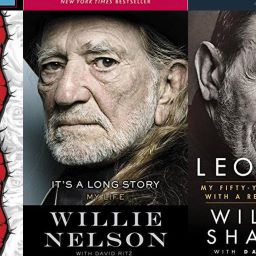 NEW YORK TIMES BESTSELLER
IT'S A LONG STORY
MY LIFE
WILLIE
NELSON
WITH DAVID RITZ
LEO
MY FIFTY-Y
WITH A RE
WIL
SHA
WITH DA